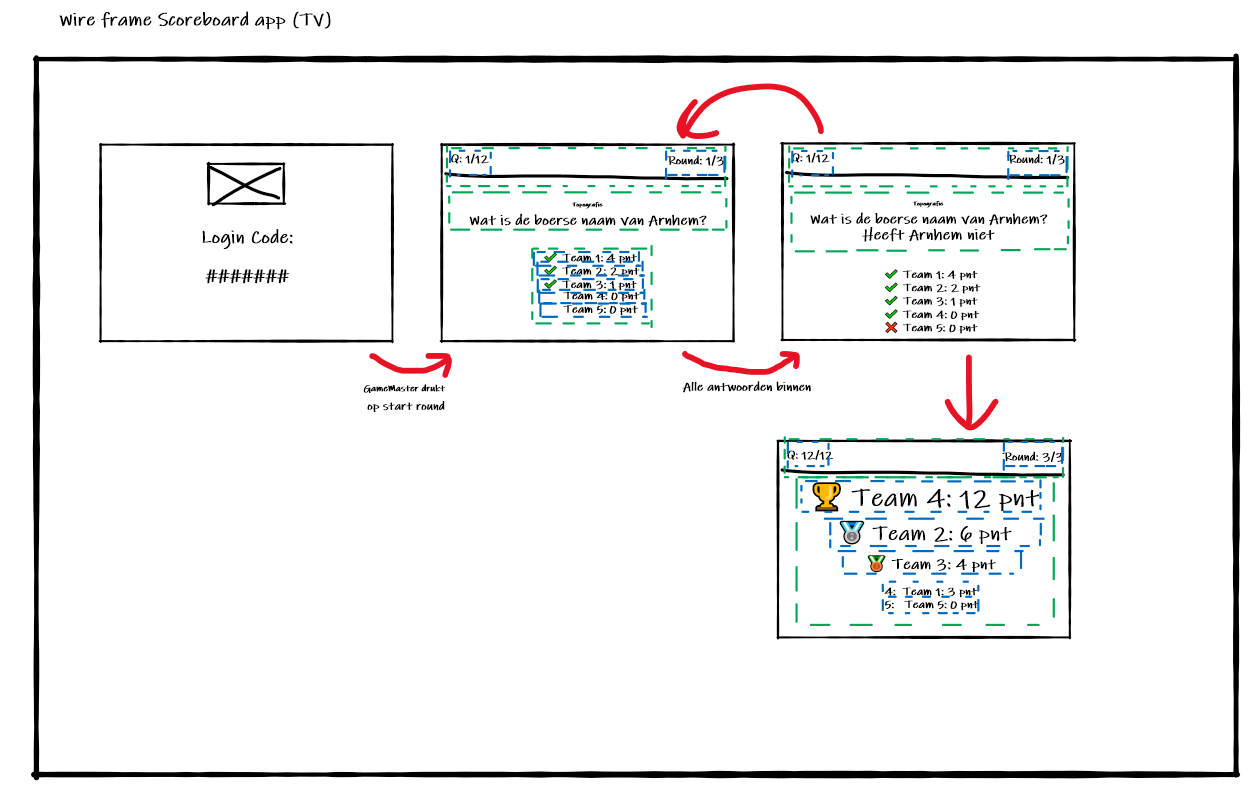 Wire frame Scoreboard app (TV)
Login Code:
#######
GameMaster drukt
op start round
Q: 1/12
Round: 1/3
Topografie
Wat is de boerse naam van Arnhem?
Team 1: 4 pnt
Team 2: 2 pnt
Team 3: 1 pnt
Team 4: 0 pnt
Team 5: 0 pnt
Alle antwoorden binnen
Q: 1/12
Round: 1/3
Topografie
Wat is de boerse naam van Arnhem?
Heeft Arnhem niet
Team 1: 4 pnt
Team 2: 2 pnt
Team 3: 1 pnt
Team 4: 0 pnt
Team 5: 0 pnt
Q: 12/12
Round: 3/3
Team 4: 12 pnt
Team 2: 6 pnt
Team 3: 4 pnt
4: Team 1: 3 pnt
5: Team 5: 0 pnt